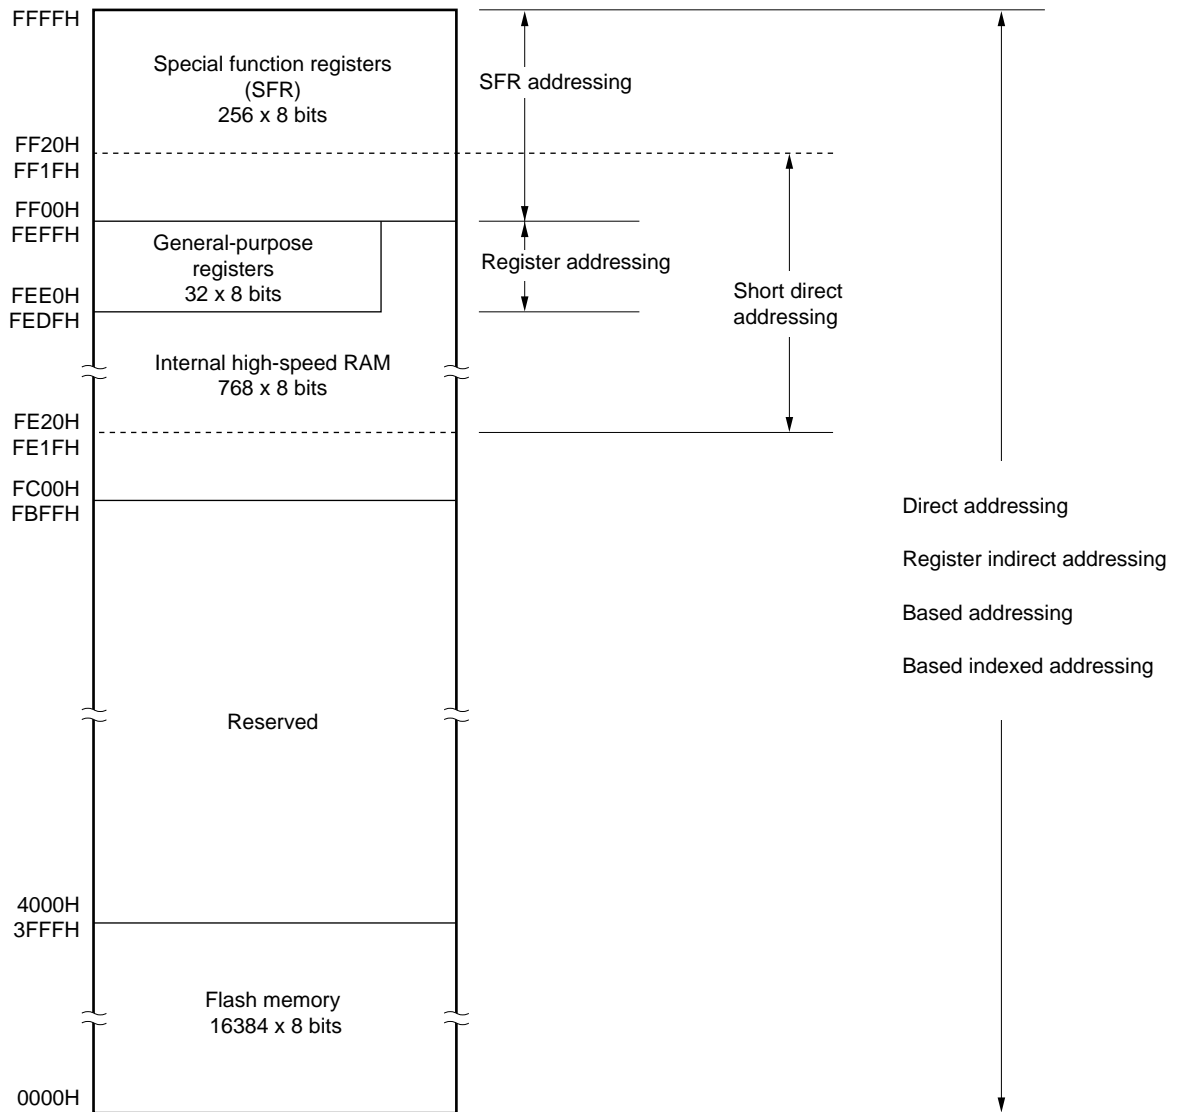 FFFFH
Special function registers
(SFR)
256 x 8 bits
SFR addressing
FF20H
FF1FH
FF00H
FEFFH
General-purpose
registers
32 x 8 bits
Register addressing
FEE0H
FEDFH
Short direct
addressing
Internal high-speed RAM
768 x 8 bits
FE20H
FE1FH
FC00H
FBFFH
Direct addressing
Register indirect addressing
Based addressing
Based indexed addressing
Reserved
4000H
3FFFH
Flash memory
16384 x 8 bits
0000H